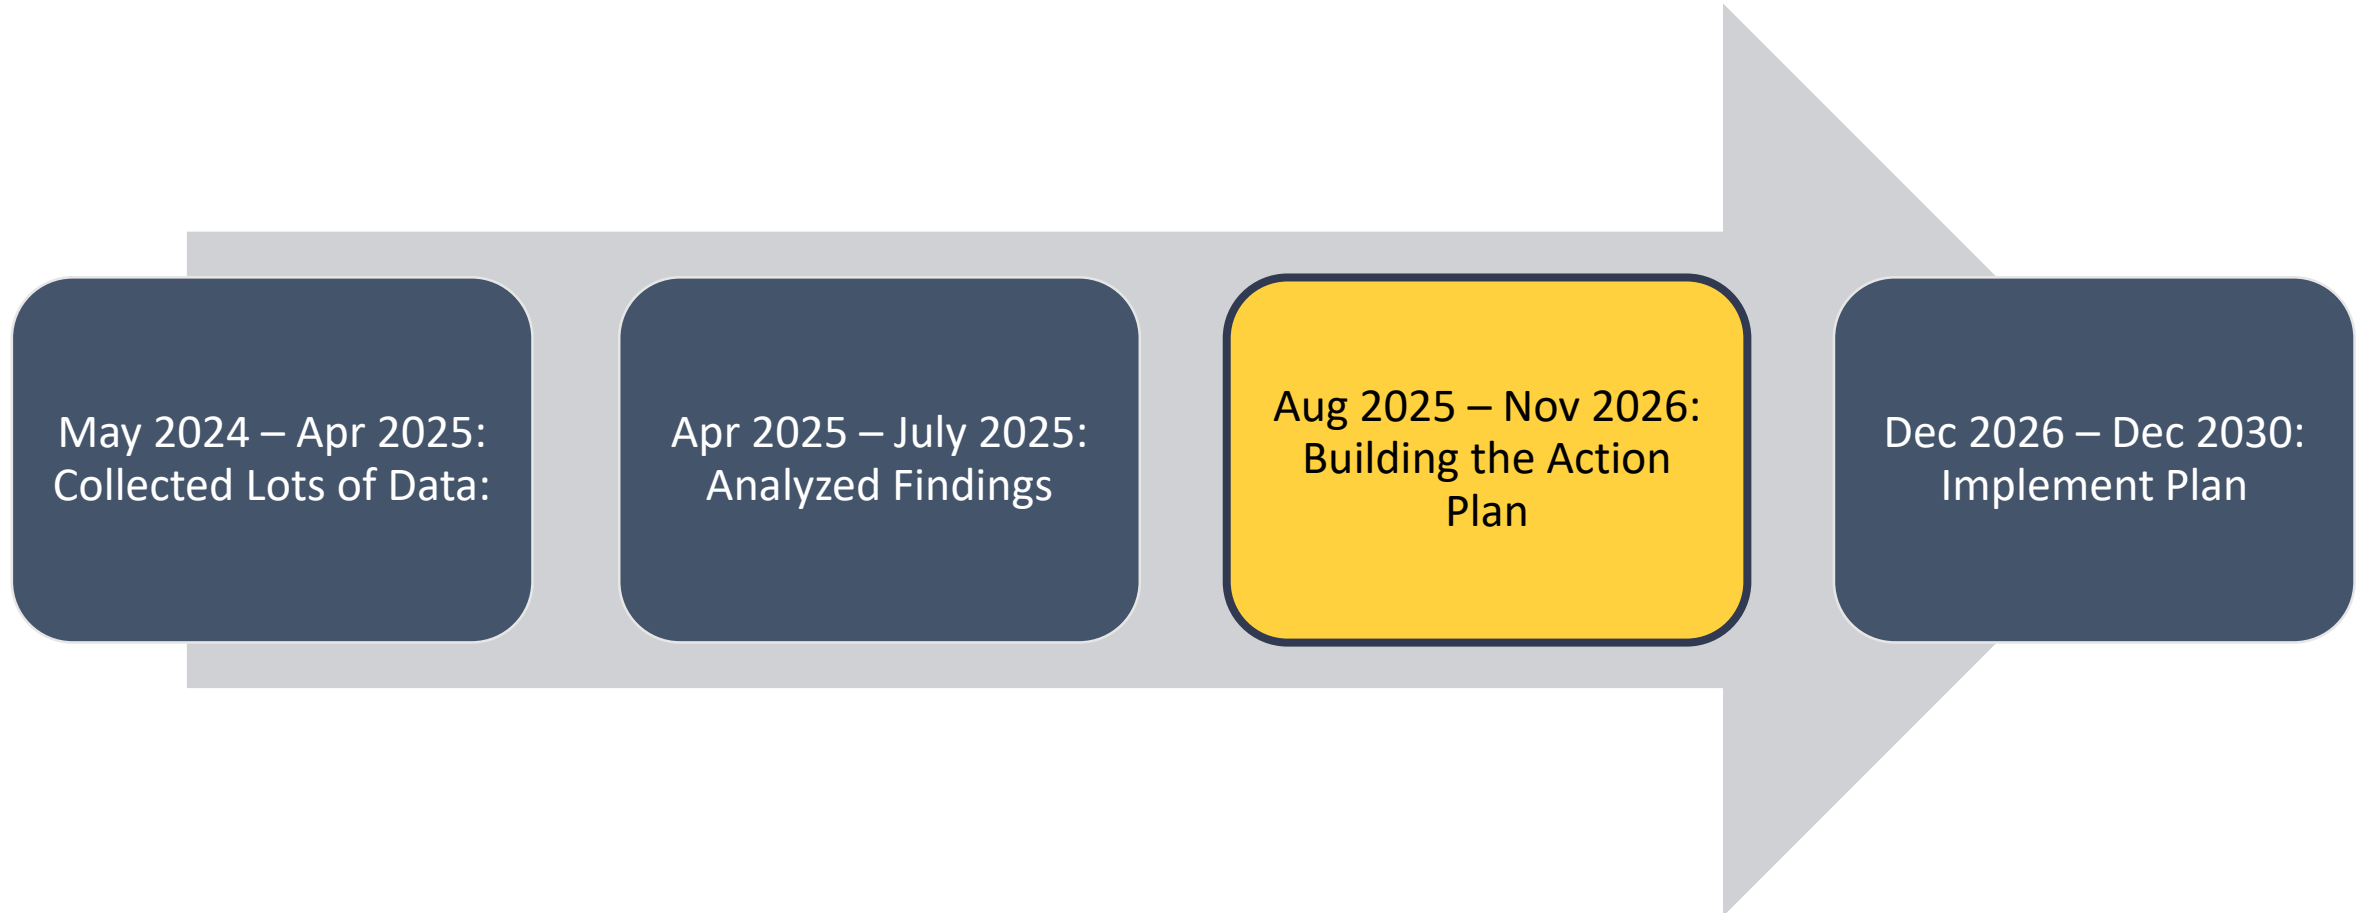 May 2024 – Apr 2025:
Collected Lots of Data:
Apr 2025 – July 2025:
Analyzed Findings
Aug 2025 – Nov 2026:
Building the Action
Plan
Dec 2026 – Dec 2030:
Implement Plan